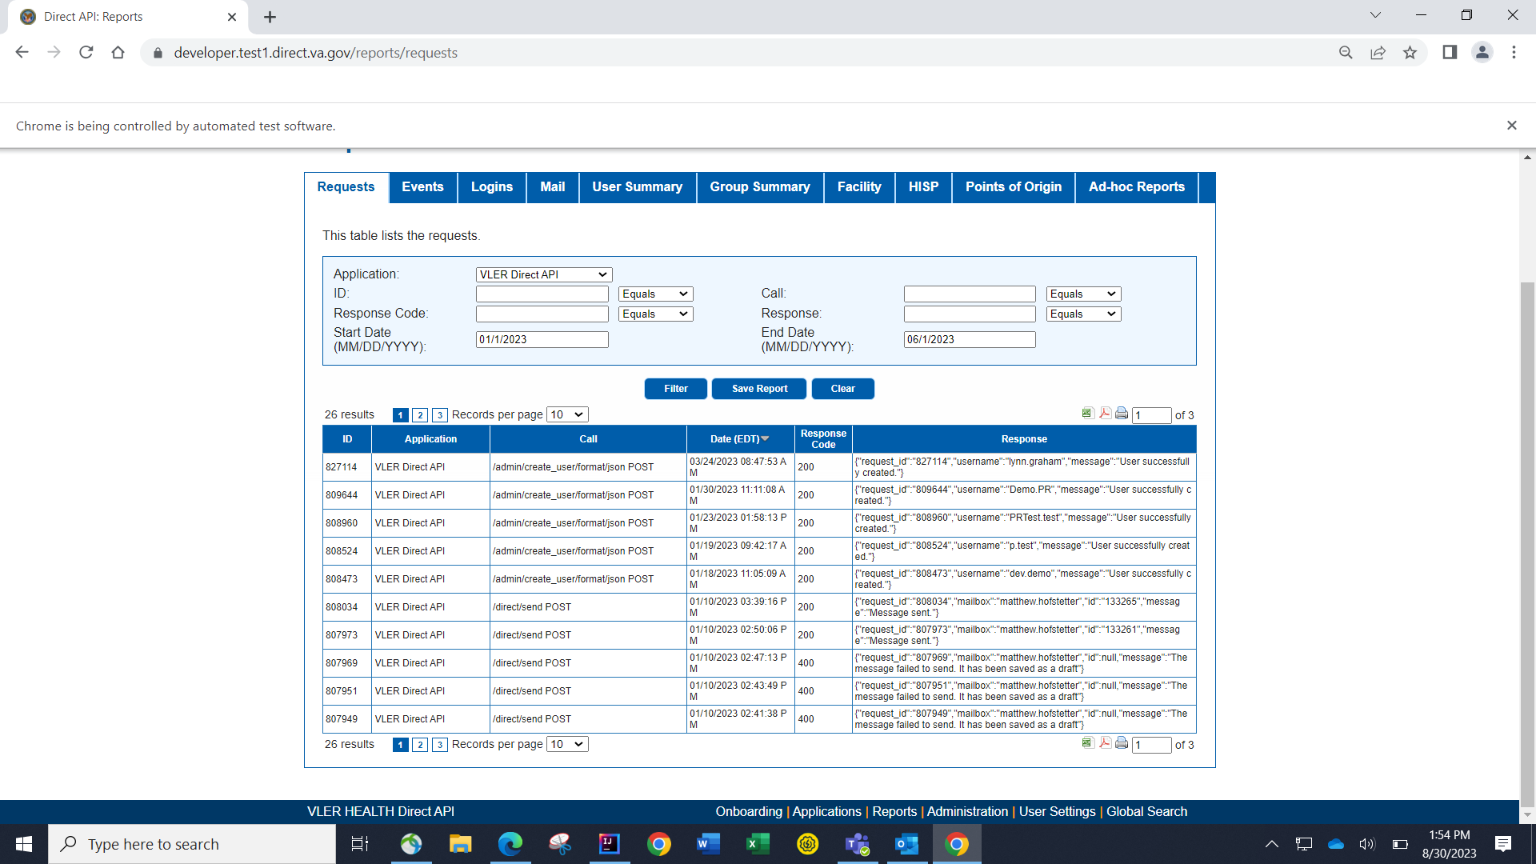 Direct API: Reports
developer.test1.direct.va.gov/reports/requests
Chrome is being controlled by automated test software.
Requests Events Logins Mail User Summary Group Summary Facility HISP Points of Origin Ad-hoc Reports
This table lists the requests.
Application: VLER Direct API
ID: Equals Call: Equals
Response Code: Equals Response: Equals
Start Date (MM/DD/YYYY): 01/1/2023 End Date (MM/DD/YYYY): 06/1/2023
Filter Save Report Clear
26 results 1 2 3 Records per page 10 1 of 3
ID Application Call Date (EDT) Response Code Response
827114 VLER Direct API /admin/create_user/format/json POST 03/24/2023 08:47:53 AM 200 {"request_id":"827114","username":"lynn.graham","message":"User successfully created."}
809644 VLER Direct API /admin/create_user/format/json POST 01/30/2023 11:11:08 AM 200 {"request_id":"809644","username":"Demo.PR","message":"User successfully created."}
808960 VLER Direct API /admin/create_user/format/json POST 01/23/2023 01:58:13 PM 200 {"request_id":"808960","username":"PRTest.test","message":"User successfully created."}
808524 VLER Direct API /admin/create_user/format/json POST 01/19/2023 09:42:17 AM 200 {"request_id":"808524","username":"p.test","message":"User successfully created."}
808473 VLER Direct API /admin/create_user/format/json POST 01/18/2023 11:05:09 AM 200 {"request_id":"808473","username":"dev.demo","message":"User successfully created."}
808034 VLER Direct API /direct/send POST 01/10/2023 03:39:16 PM 200 {"request_id":"808034","mailbox":"matthew.hofstetter","id":"133265","message":"Message sent."}
807973 VLER Direct API /direct/send POST 01/10/2023 02:50:06 PM 200 {"request_id":"807973","mailbox":"matthew.hofstetter","id":"133261","message":"Message sent."}
807969 VLER Direct API /direct/send POST 01/10/2023 02:47:13 PM 400 {"request_id":"807969","mailbox":"matthew.hofstetter","id":null,"message":"The message failed to send. It has been saved as a draft"}
807951 VLER Direct API /direct/send POST 01/10/2023 02:43:49 PM 400 {"request_id":"807951","mailbox":"matthew.hofstetter","id":null,"message":"The message failed to send. It has been saved as a draft"}
807949 VLER Direct API /direct/send POST 01/10/2023 02:41:38 PM 400 {"request_id":"807949","mailbox":"matthew.hofstetter","id":null,"message":"The message failed to send. It has been saved as a draft"}
26 results 1 2 3 Records per page 10 1 of 3
VLER HEALTH Direct API Onboarding | Applications | Reports | Administration | User Settings | Global Search
Type here to search
1:54 PM
8/30/2023